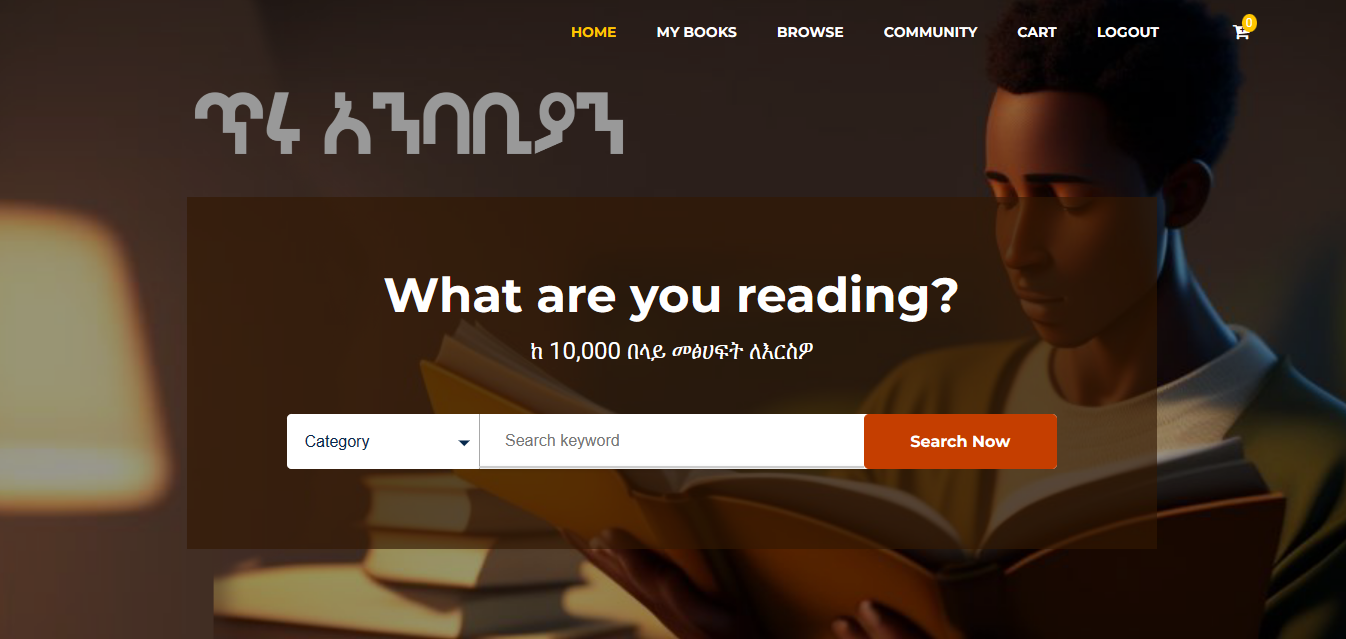 HOME MY BOOKS BROWSE COMMUNITY CART LOGOUT 0
ጥሩ አንባቢያን
What are you reading?
ከ 10,000 በላይ መፅሀፍት ለእርስዎ
Category Search keyword Search Now